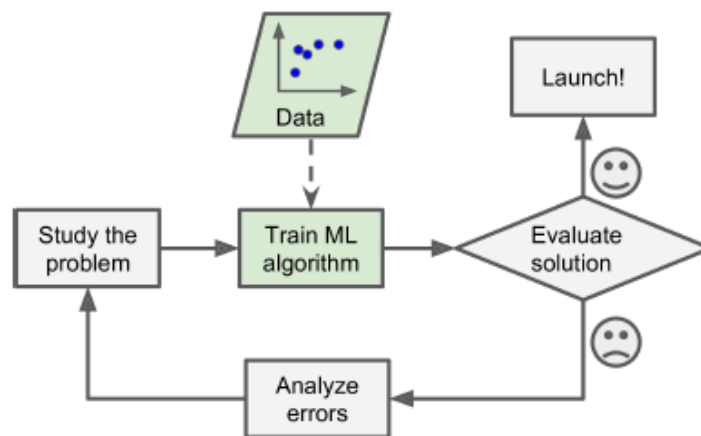 Data
Launch!
Study the
problem
Train ML
algorithm
Evaluate
solution
Analyze
errors